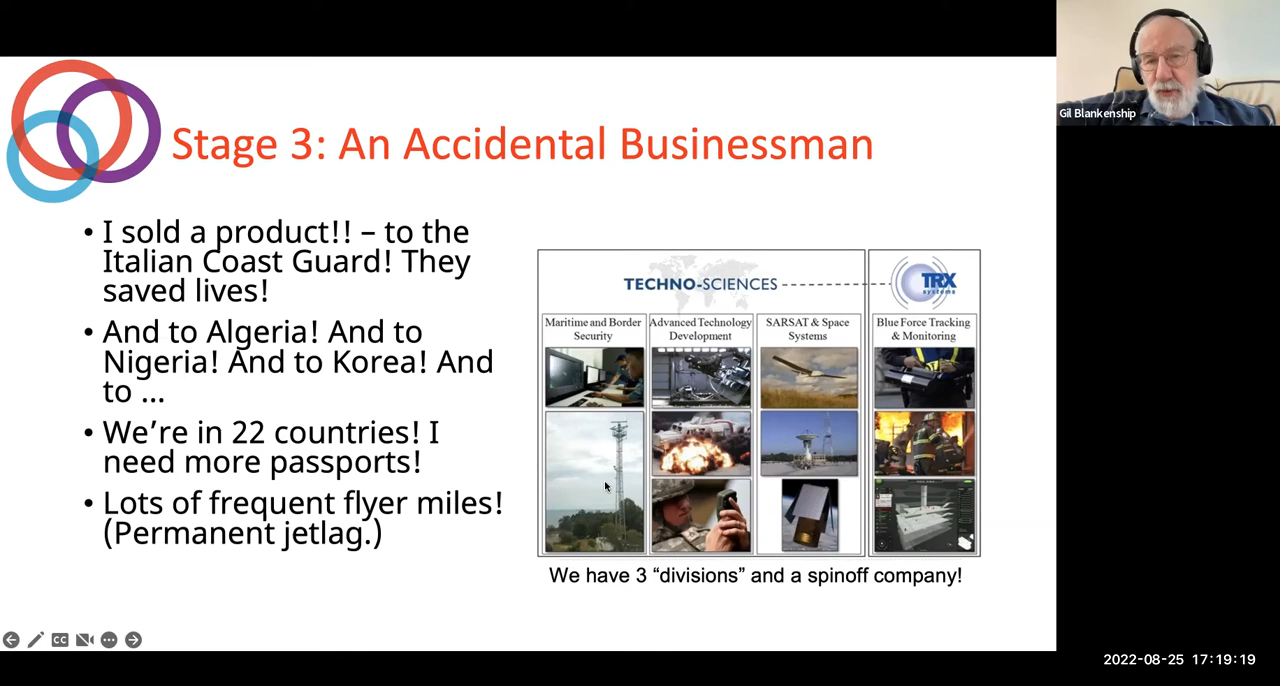 Stage 3: An Accidental Businessman
• I sold a product!! – to the
Italian Coast Guard! They
saved lives!
• And to Algeria! And to
Nigeria! And to Korea! And
to ...
• We’re in 22 countries! I
need more passports!
• Lots of frequent flyer miles!
(Permanent jetlag.)
TECHNO-SCIENCES
TRX
systems
Maritime and Border
Security
Advanced Technology
Development
SARSAT & Space
Systems
Blue Force Tracking
& Monitoring
We have 3 “divisions” and a spinoff company!
Gil Blankenship
CC
2022-08-25 17:19:19